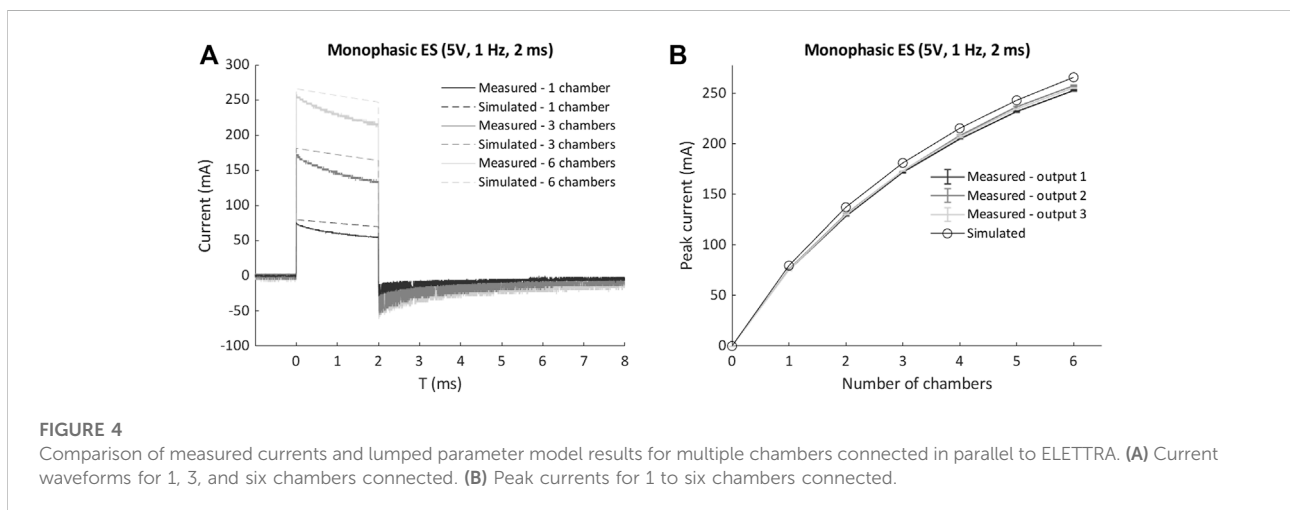 A
Monophasic ES (5V, 1 Hz, 2 ms)
300
250
200
150
100
50
0
-50
-100
Current (mA)
Measured - 1 chamber
Simulated - 1 chamber
Measured - 3 chambers
Simulated - 3 chambers
Measured - 6 chambers
Simulated - 6 chambers
0 1 2 3 4 5 6 7 8
T (ms)
B
Monophasic ES (5V, 1 Hz, 2 ms)
250
200
150
100
50
0
Peak current (mA)
Measured - output 1
Measured - output 2
Measured - output 3
Simulated
0 1 2 3 4 5 6
Number of chambers
FIGURE 4
Comparison of measured currents and lumped parameter model results for multiple chambers connected in parallel to ELETTRA. (A) Current
waveforms for 1, 3, and six chambers connected. (B) Peak currents for 1 to six chambers connected.